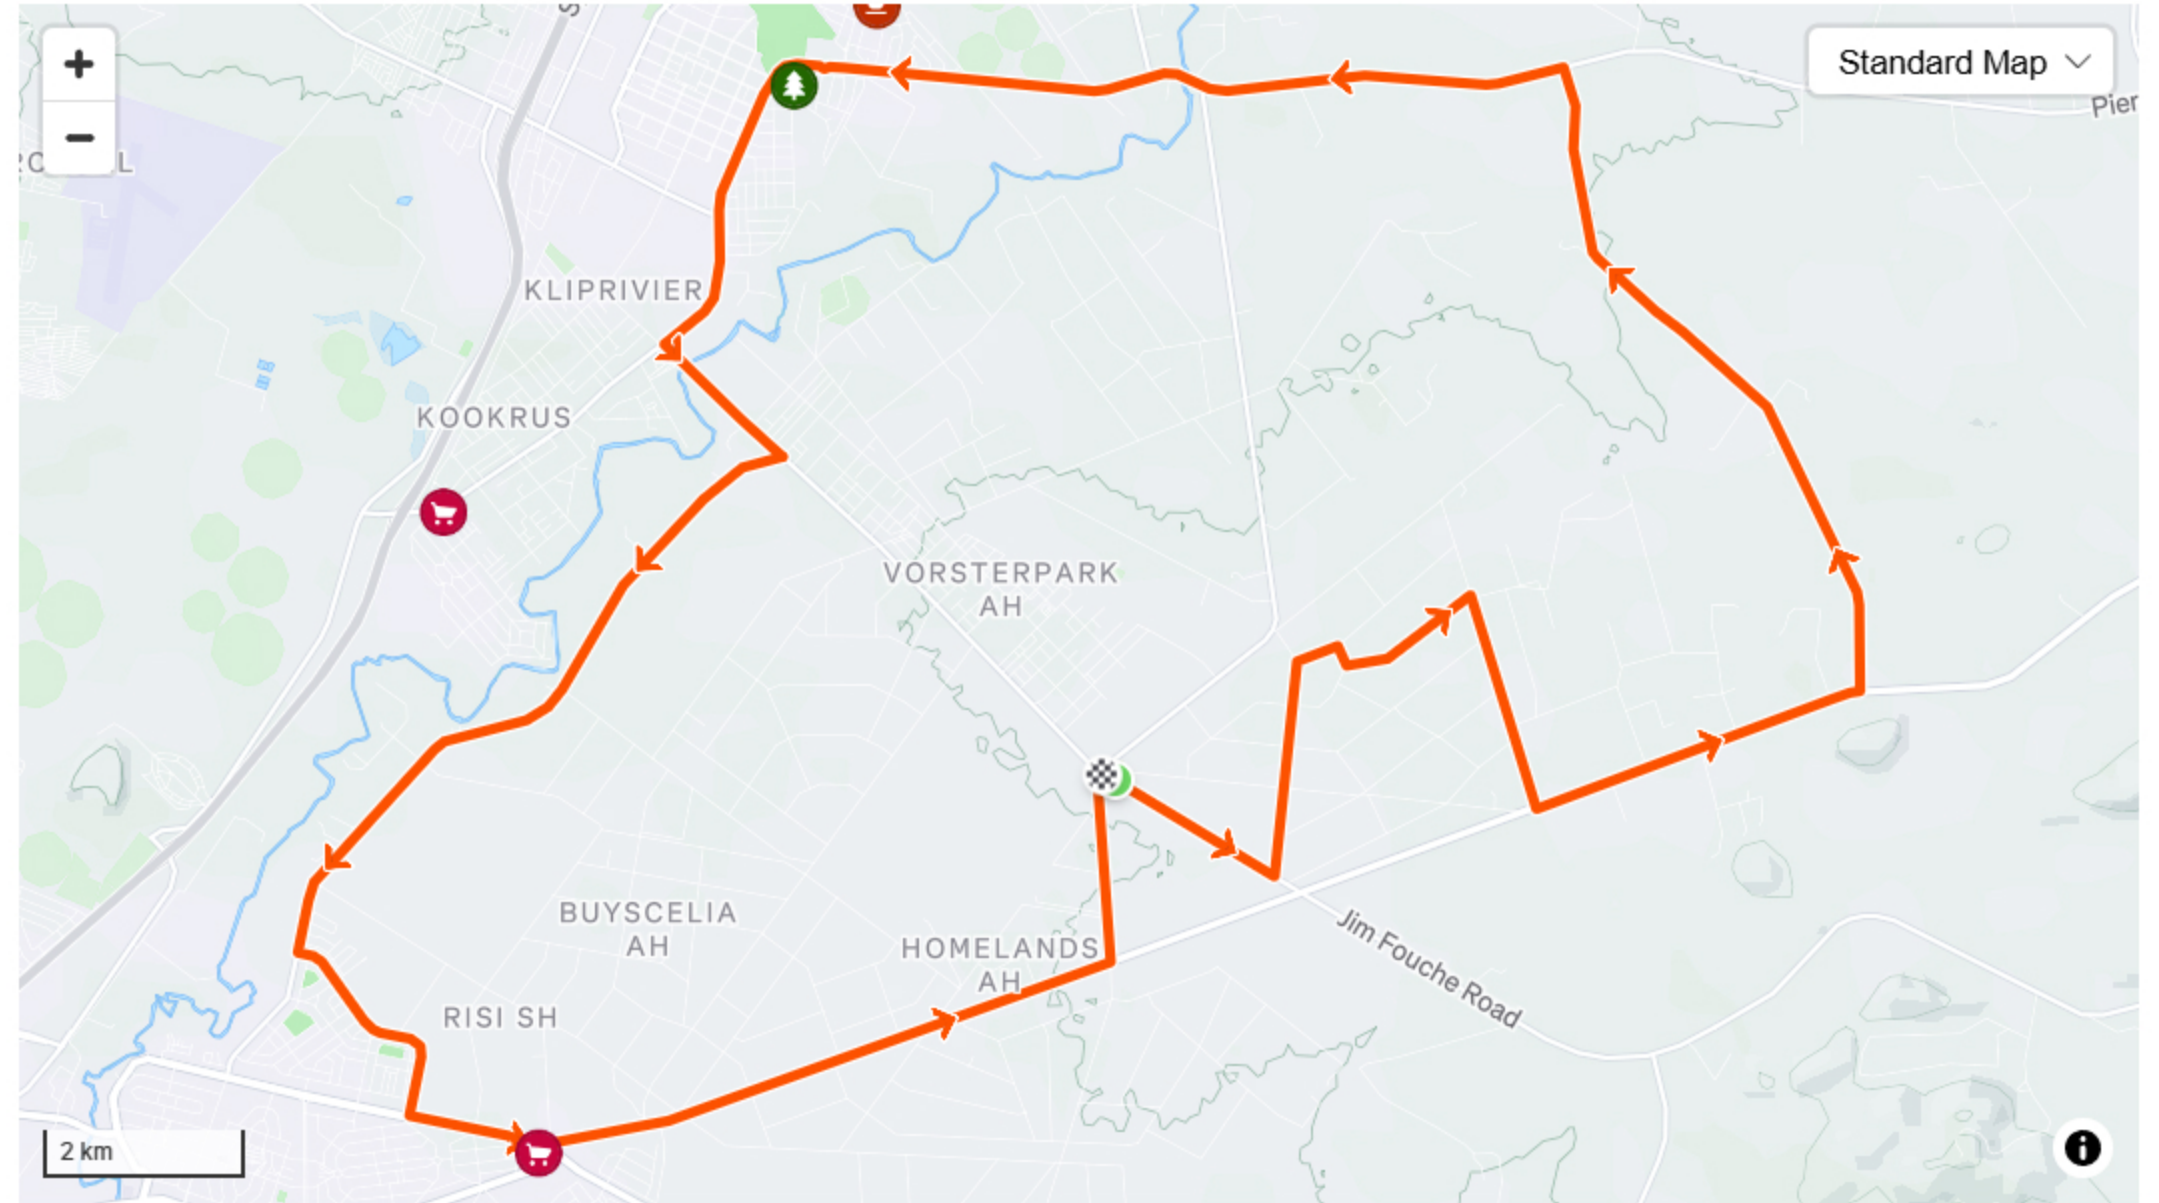 +
Standard Map
Pier
−
KLIPRIVIER
KOOKRUS
VORSTERPARK
AH
BUYSCELIA
AH
HOMELANDS
AH
Jim Fouche Road
RISI SH
2 km
i